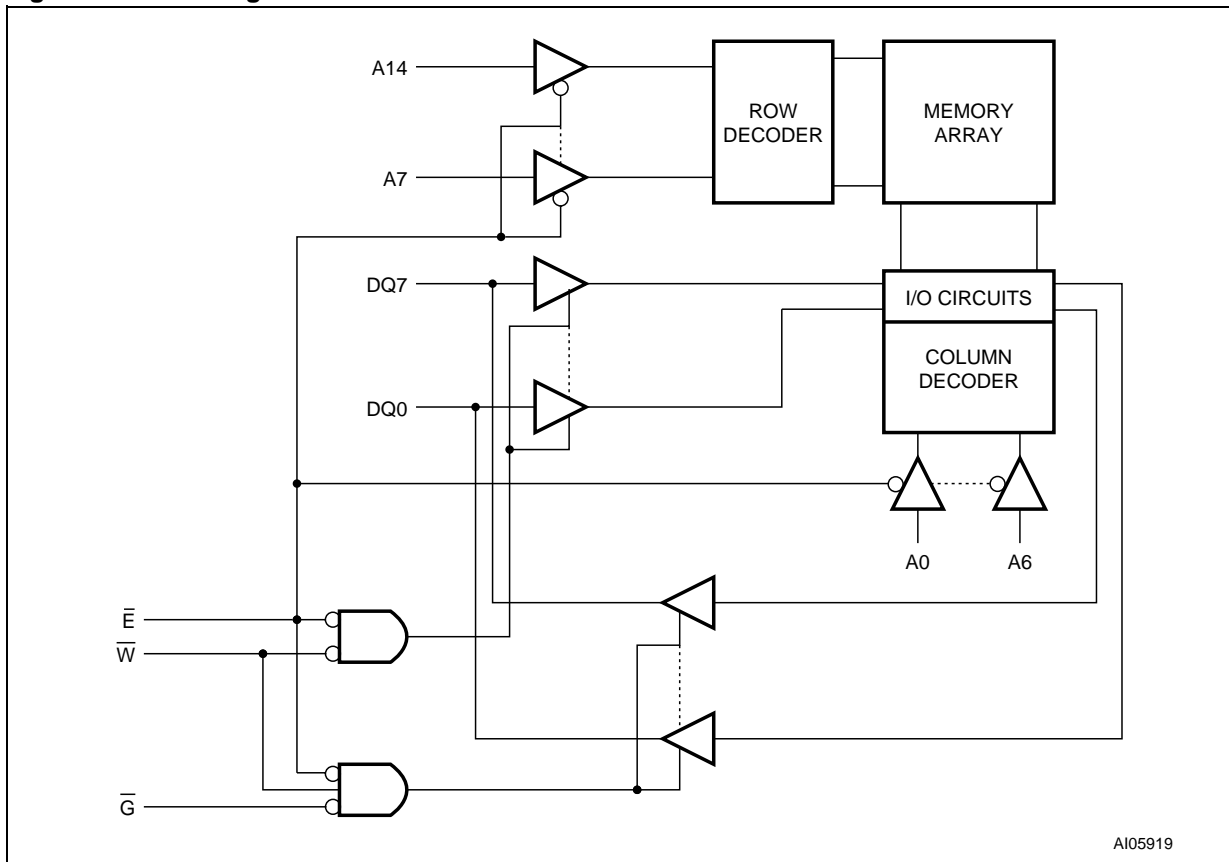 A14
ROW
DECODER
MEMORY
ARRAY
A7
DQ7
I/O CIRCUITS
COLUMN
DECODER
DQ0
A0
A6
E̅
W̅
G̅
AI05919